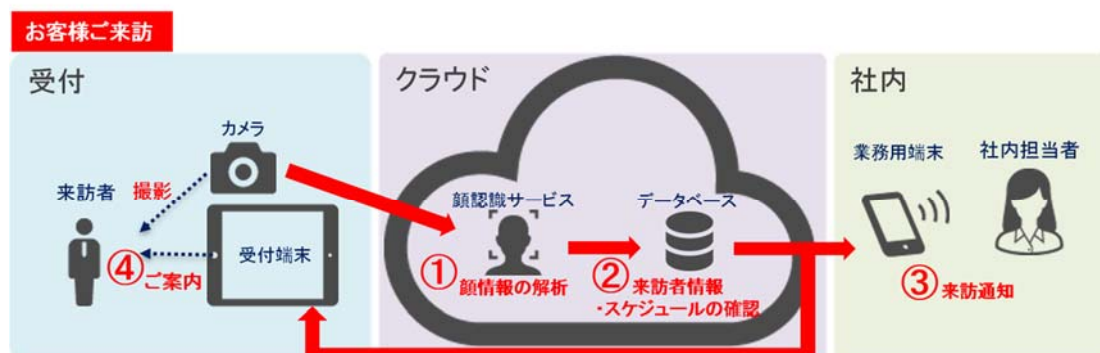 お客様ご来訪
受付
カメラ
来訪者
撮影
受付端末
④ご案内
クラウド
顔認識サービス
①顔情報の解析
データベース
②来訪者情報
・スケジュールの確認
社内
業務用端末
社内担当者
③来訪通知